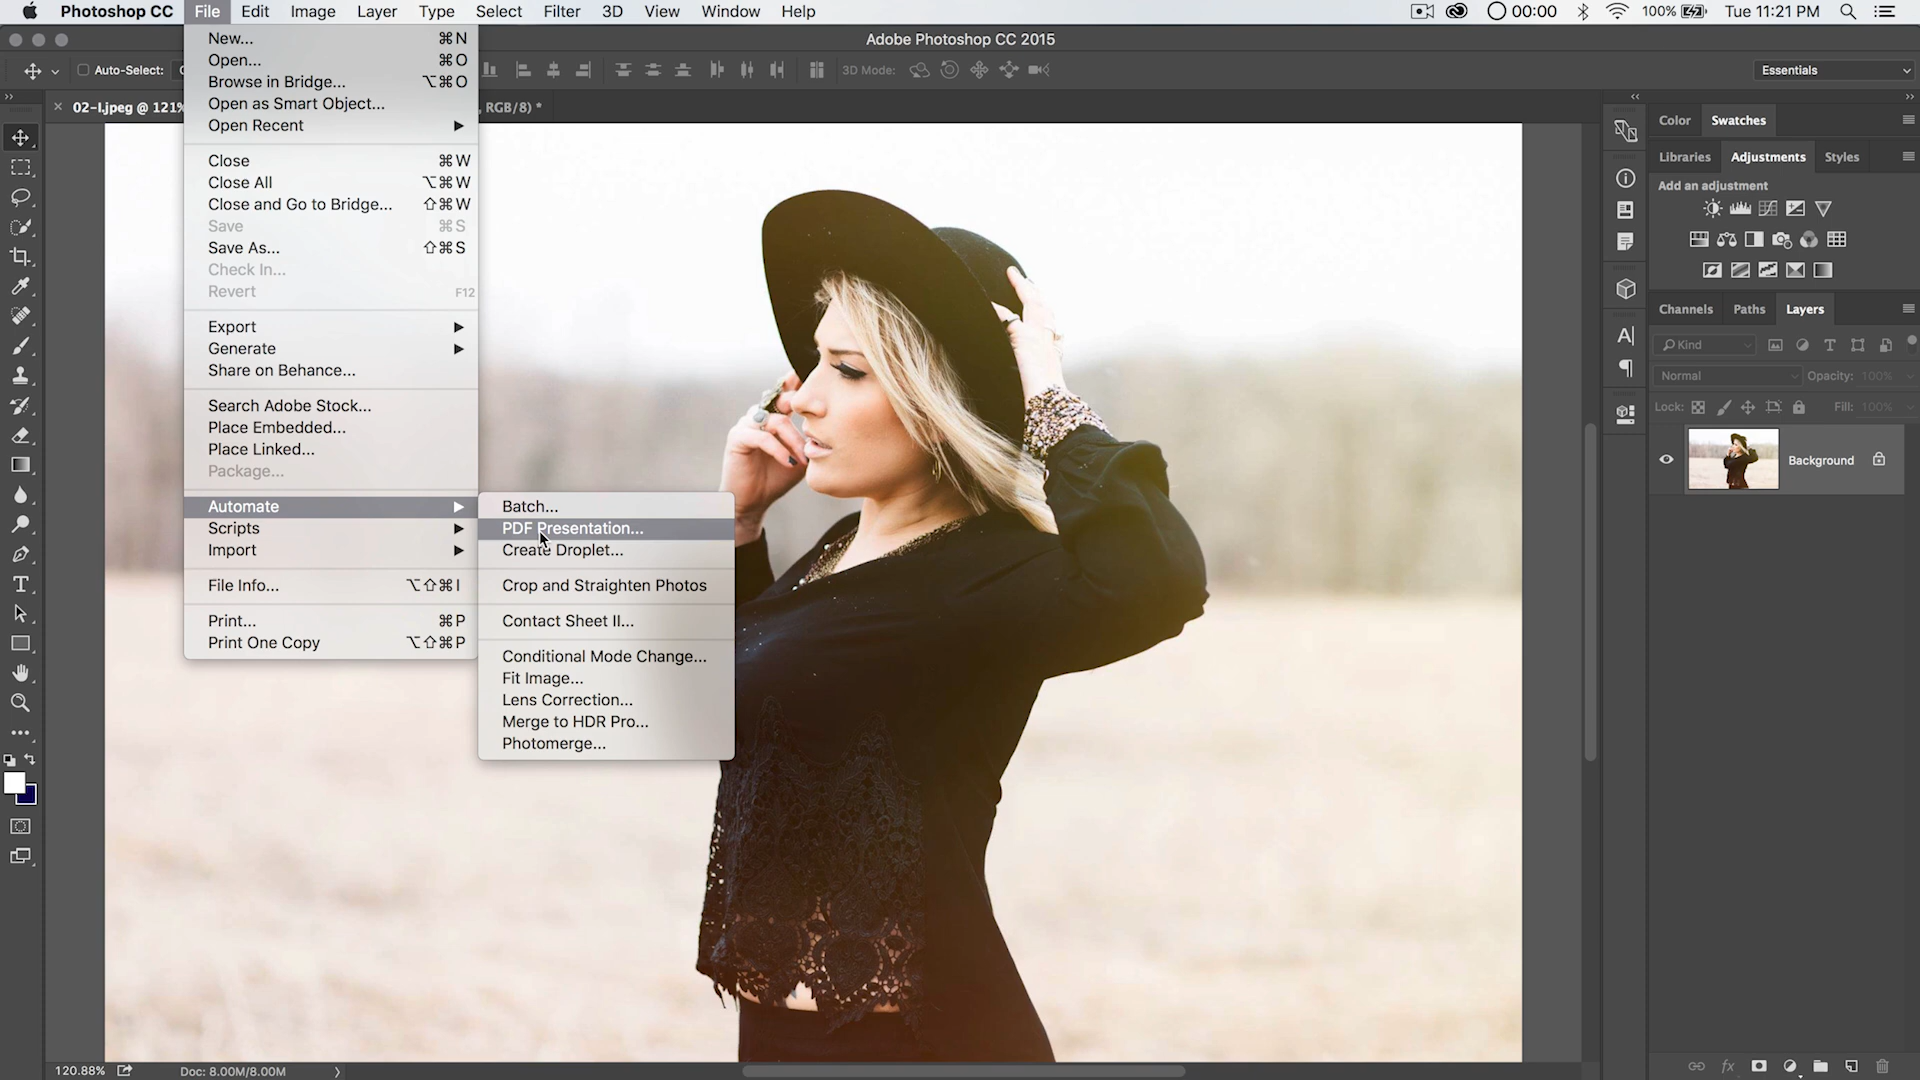 Photoshop CC File Edit Image Layer Type Select Filter 3D View Window Help 00:00 100% Tue 11:21 PM
Adobe Photoshop CC 2015
Auto-Select: 3D Mode: Essentials
02-l.jpeg @ 121% , RGB/8) *
New... ⌘N
Open... ⌘O
Browse in Bridge... ⌥⌘O
Open as Smart Object...
Open Recent
Close ⌘W
Close All ⌥⌘W
Close and Go to Bridge... ⇧⌘W
Save ⌘S
Save As... ⇧⌘S
Check In...
Revert F12
Export
Generate
Share on Behance...
Search Adobe Stock...
Place Embedded...
Place Linked...
Package...
Automate
Scripts
Import
File Info... ⌥⇧⌘I
Print... ⌘P
Print One Copy ⌥⇧⌘P
Batch...
PDF Presentation...
Create Droplet...
Crop and Straighten Photos
Contact Sheet II...
Conditional Mode Change...
Fit Image...
Lens Correction...
Merge to HDR Pro...
Photomerge...
Color Swatches
Libraries Adjustments Styles
Add an adjustment
Channels Paths Layers
Kind
Normal Opacity: 100%
Lock: Fill: 100%
Background
120.88% Doc: 8.00M/8.00M